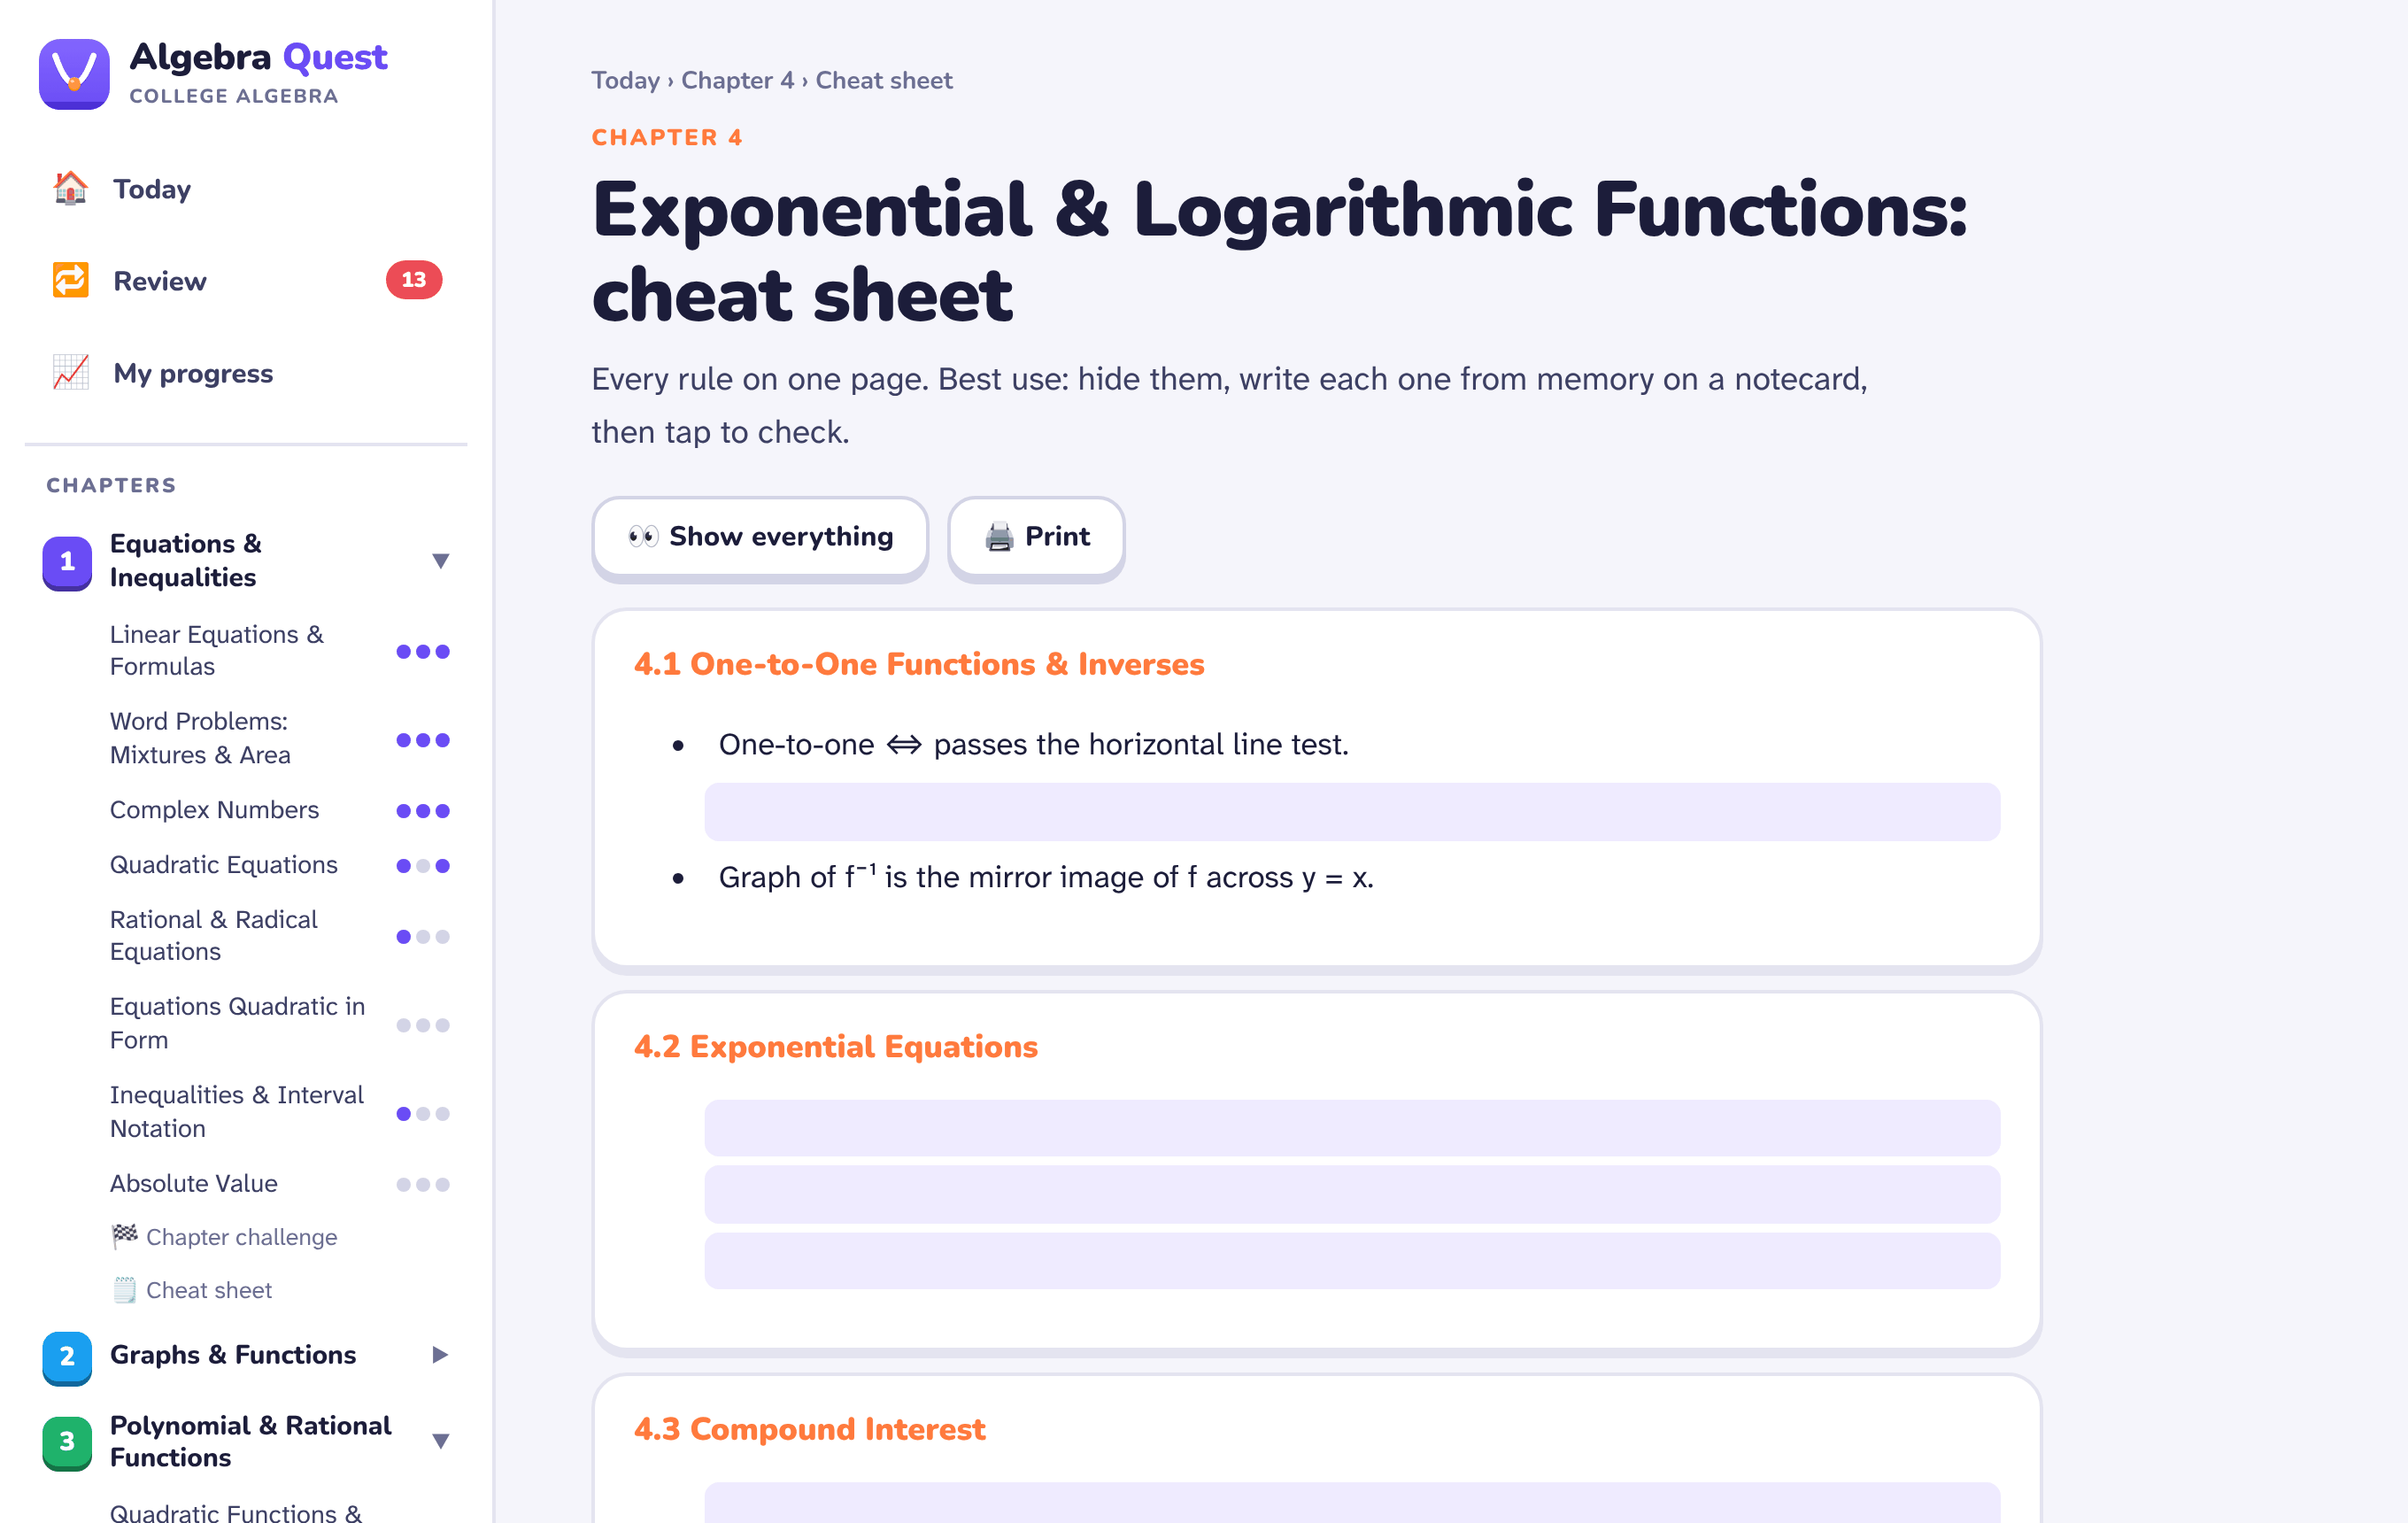 Algebra Quest
COLLEGE ALGEBRA
Today
Review
13
My progress
CHAPTERS
1
Equations &
Inequalities
Linear Equations &
Formulas
Word Problems:
Mixtures & Area
Complex Numbers
Quadratic Equations
Rational & Radical
Equations
Equations Quadratic in
Form
Inequalities & Interval
Notation
Absolute Value
Chapter challenge
Cheat sheet
2
Graphs & Functions
3
Polynomial & Rational
Functions
Quadratic Functions &
Today › Chapter 4 › Cheat sheet
CHAPTER 4
Exponential & Logarithmic Functions:
cheat sheet
Every rule on one page. Best use: hide them, write each one from memory on a notecard,
then tap to check.
Show everything
Print
4.1 One-to-One Functions & Inverses
• One-to-one ⇔ passes the horizontal line test.
• Graph of f⁻¹ is the mirror image of f across y = x.
4.2 Exponential Equations
4.3 Compound Interest